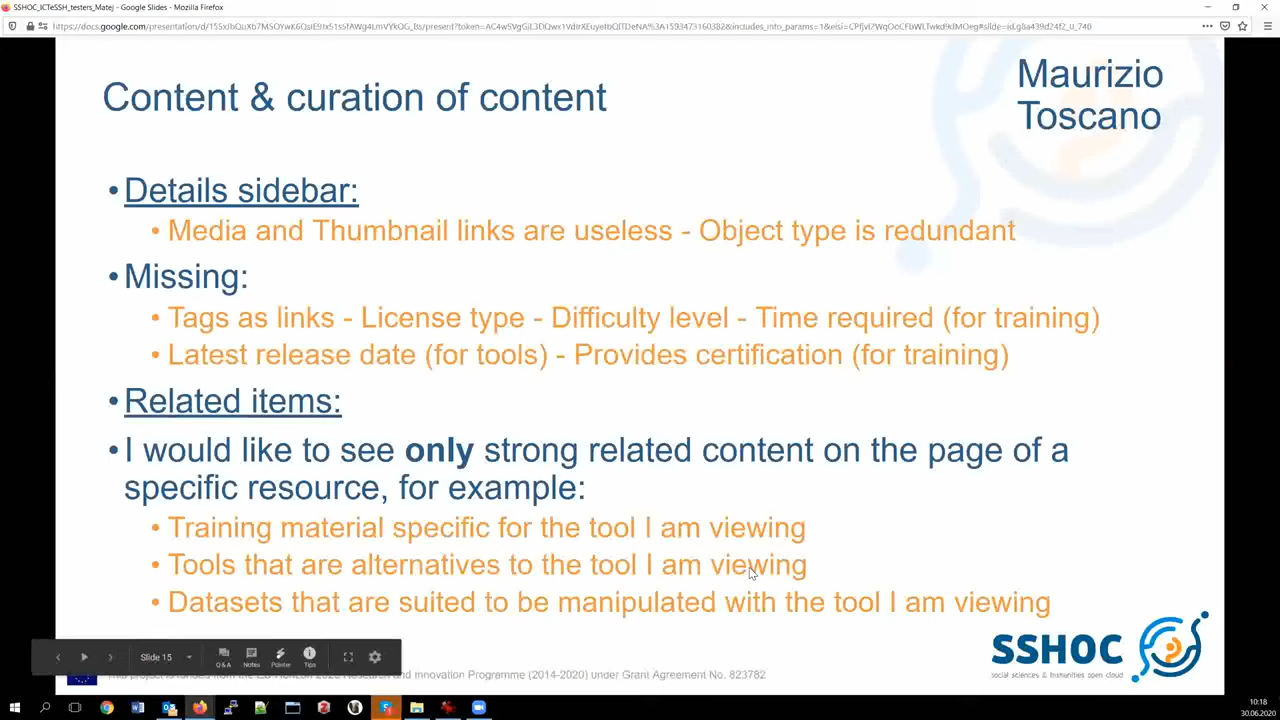 SSHOC_ICTeSSH_testers_Matej - Google Slides - Mozilla Firefox
Content & curation of content
Maurizio
Toscano
•Details sidebar:
• Media and Thumbnail links are useless - Object type is redundant
•Missing:
• Tags as links - License type - Difficulty level - Time required (for training)
• Latest release date (for tools) - Provides certification (for training)
•Related items:
•I would like to see only strong related content on the page of a
specific resource, for example:
• Training material specific for the tool I am viewing
• Tools that are alternatives to the tool I am viewing
• Datasets that are suited to be manipulated with the tool I am viewing
SSHOC
social sciences & humanities open cloud
Slide 15
Q&A
Notes
Pointer
Tips
and Innovation Programme (2014-2020) under Grant Agreement No. 823782
10:18
30.06.2020